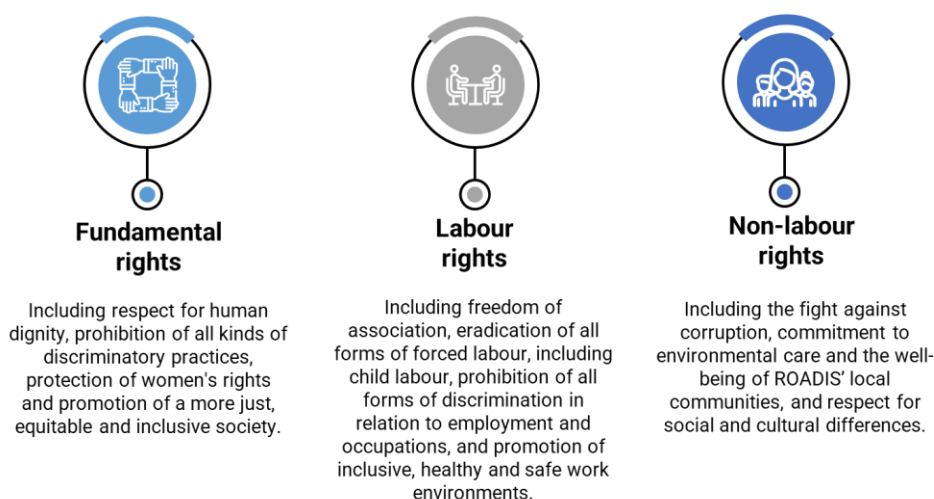 Fundamental
rights
Including respect for human
dignity, prohibition of all kinds of
discriminatory practices,
protection of women's rights
and promotion of a more just,
equitable and inclusive society.
Labour
rights
Including freedom of
association, eradication of all
forms of forced labour, including
child labour, prohibition of all
forms of discrimination in
relation to employment and
occupations, and promotion of
inclusive, healthy and safe work
environments.
Non-labour
rights
Including the fight against
corruption, commitment to
environmental care and the well-
being of ROADIS' local
communities, and respect for
social and cultural differences.